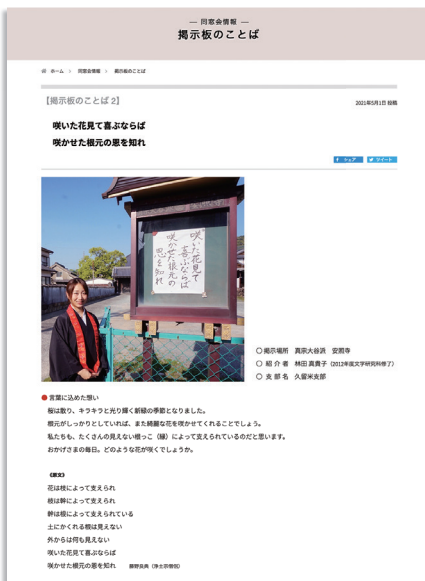 ― 同窓会情報 ―
掲示板のことば
ホーム > 同窓会情報 > 掲示板のことば
【掲示板のことば 2】
2021年5月1日 投稿
咲いた花見て喜ぶならば
咲かせた根元の恩を知れ
シェア
ツイート
咲いた花見て
喜ぶならば
咲かせた根元の
恩を知れ
〇掲示場所 真宗大谷派 安照寺
〇 紹 介 者 林田 真貴子（2012年度文学研究科修了）
〇 支 部 名 久留米支部
● 言葉に込めた想い
桜は散り、キラキラと光り輝く新緑の季節となりました。
根元がしっかりとしていれば、また綺麗な花を咲かせてくれることでしょう。
私たちも、たくさんの見えない根っこ（縁）によって支えられているのだと思います。
おかげさまの毎日。どのような花が咲くでしょうか。
《原文》
花は枝によって支えられ
枝は幹によって支えられ
幹は根によって支えられている
土にかくれる根は見えない
外からは何も見えない
咲いた花見て喜ぶならば
咲かせた根元の恩を知れ 藤野良典（浄土宗僧侶）